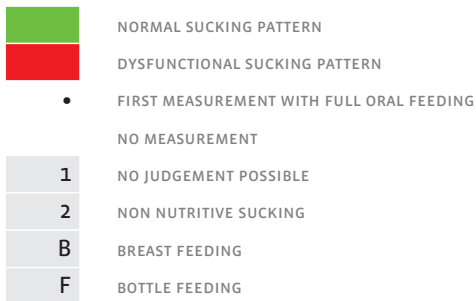 NORMAL SUCKING PATTERN
DYSFUNCTIONAL SUCKING PATTERN
• FIRST MEASUREMENT WITH FULL ORAL FEEDING
NO MEASUREMENT
1 NO JUDGEMENT POSSIBLE
2 NON NUTRITIVE SUCKING
B BREAST FEEDING
F BOTTLE FEEDING